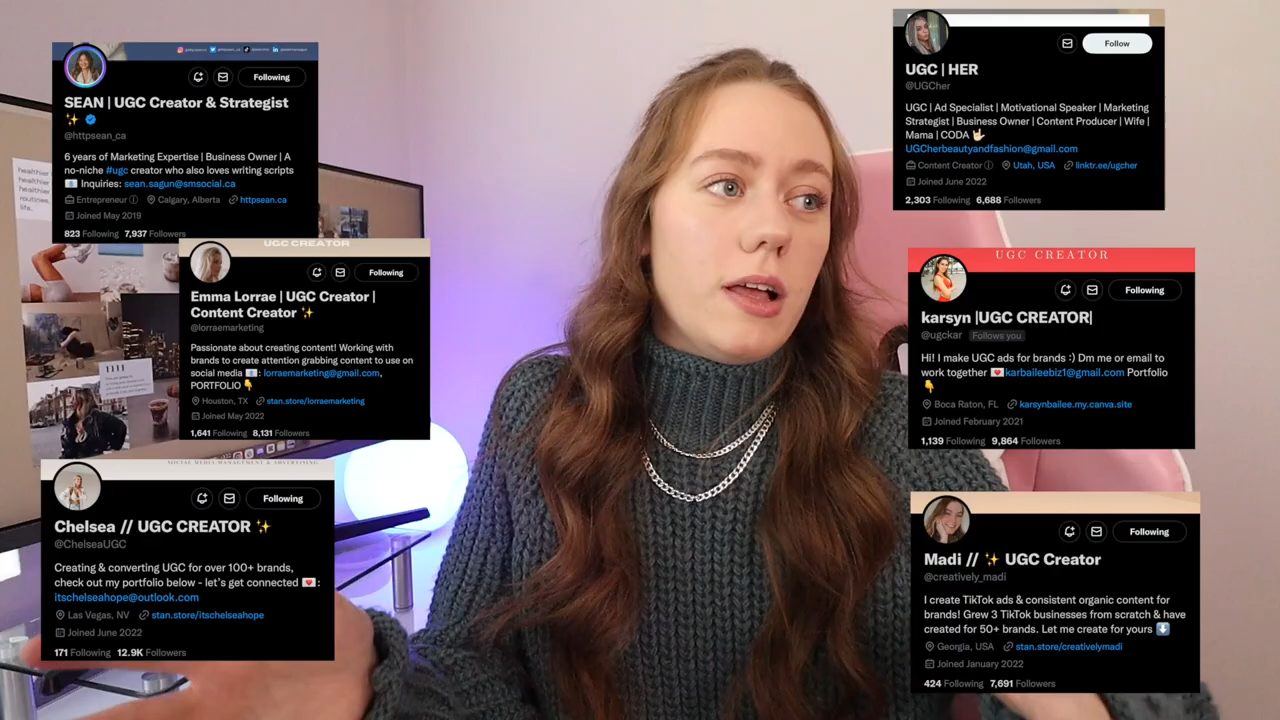 SEAN | UGC Creator & Strategist
@httpsean_ca
6 years of Marketing Expertise | Business Owner | A
no-niche #ugc creator who also loves writing scripts
Inquiries: sean.sagun@smsocial.ca
Entrepreneur Calgary, Alberta httpsean.ca
Joined May 2019
823 Following 7,937 Followers
Following
UGC CREATOR
Following
Emma Lorrae | UGC Creator |
Content Creator ✨
@lorraemarketing
Passionate about creating content! Working with
brands to create attention grabbing content to use on
social media 📧: lorraemarketing@gmail.com,
PORTFOLIO 👇
Houston, TX stan.store/lorraemarketing
Joined May 2022
1,641 Following 8,131 Followers
SOCIAL MEDIA MANAGEMENT & ADVERTISING
Following
Chelsea // UGC CREATOR ✨
@ChelseaUGC
Creating & converting UGC for over 100+ brands,
check out my portfolio below - let's get connected 💌:
itschelseahope@outlook.com
Las Vegas, NV stan.store/itschelseahope
Joined June 2022
171 Following 12.9K Followers
Follow
UGC | HER
@UGCher
UGC | Ad Specialist | Motivational Speaker | Marketing
Strategist | Business Owner | Content Producer | Wife |
Mama | CODA 🤟🏻
UGCherbeautyandfashion@gmail.com
Content Creator Utah, USA linktr.ee/ugcher
Joined June 2022
2,303 Following 6,688 Followers
UGC CREATOR
Following
karsyn |UGC CREATOR|
@ugckar Follows you
Hi! I make UGC ads for brands :) Dm me or email to
work together 💌karbaileebiz1@gmail.com Portfolio
👇
Boca Raton, FL karsynbailee.my.canva.site
Joined February 2021
1,139 Following 9,864 Followers
Following
Madi // ✨ UGC Creator
@creatively_madi
I create TikTok ads & consistent organic content for
brands! Grew 3 TikTok businesses from scratch & have
created for 50+ brands. Let me create for yours ⬇️
Georgia, USA stan.store/creativelymadi
Joined January 2022
424 Following 7,691 Followers
healthier
healthier
routines.
life.
1111